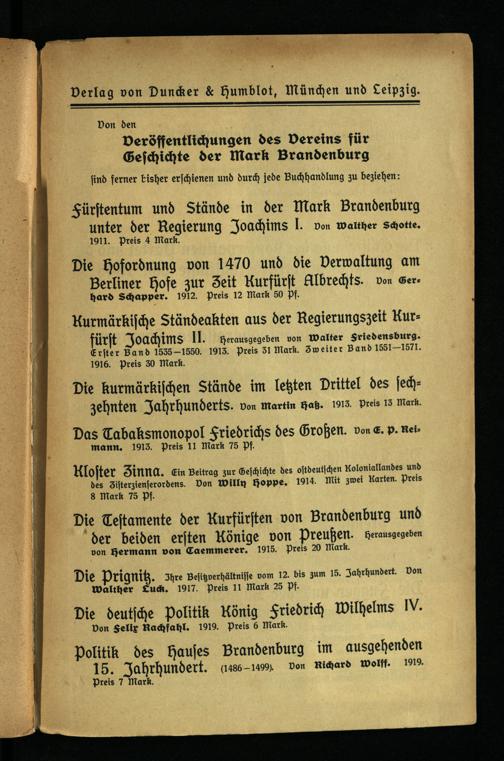 Verlag von Duncker & Humblot, München und Leipzig.
Von den
Veröffentlichungen des Vereins für
Geschichte der Mark Brandenburg
sind ferner bisher erschienen und durch jede Buchhandlung zu beziehen:
Fürstentum und Stände in der Mark Brandenburg
unter der Regierung Joachims I. Von Walther Schotte.
1911. Preis 4 Mark.
Die Hofordnung von 1470 und die Verwaltung am
Berliner Hofe zur Zeit Kurfürst Albrechts. Von Ger-
hard Schapper. 1912. Preis 12 Mark 50 Pf.
Kurmärkische Ständeakten aus der Regierungszeit Kur-
fürst Joachims II. Herausgegeben von Walter Friedensburg.
Erster Band 1535–1550. 1913. Preis 31 Mark. Zweiter Band 1551–1571.
1916. Preis 30 Mark.
Die kurmärkischen Stände im letzten Drittel des sech-
zehnten Jahrhunderts. Von Martin Haß. 1913. Preis 13 Mark.
Das Tabaksmonopol Friedrichs des Großen. Von E. P. Rei-
mann. 1913. Preis 11 Mark 75 Pf.
Kloster Zinna. Ein Beitrag zur Geschichte des ostdeutschen Koloniallandes und
des Zisterzienserordens. Von Willy Hoppe. 1914. Mit zwei Karten. Preis
8 Mark 75 Pf.
Die Testamente der Kurfürsten von Brandenburg und
der beiden ersten Könige von Preußen. Herausgegeben
von Hermann von Caemmerer. 1915. Preis 20 Mark.
Die Prignitz. Ihre Besitzverhältnisse vom 12. bis zum 15. Jahrhundert. Von
Walther Luck. 1917. Preis 11 Mark 25 Pf.
Die deutsche Politik König Friedrich Wilhelms IV.
Von Felix Rachfahl. 1919. Preis 6 Mark.
Politik des Hauses Brandenburg im ausgehenden
15. Jahrhundert. (1486–1499). Von Richard Wolff. 1919.
Preis 7 Mark.